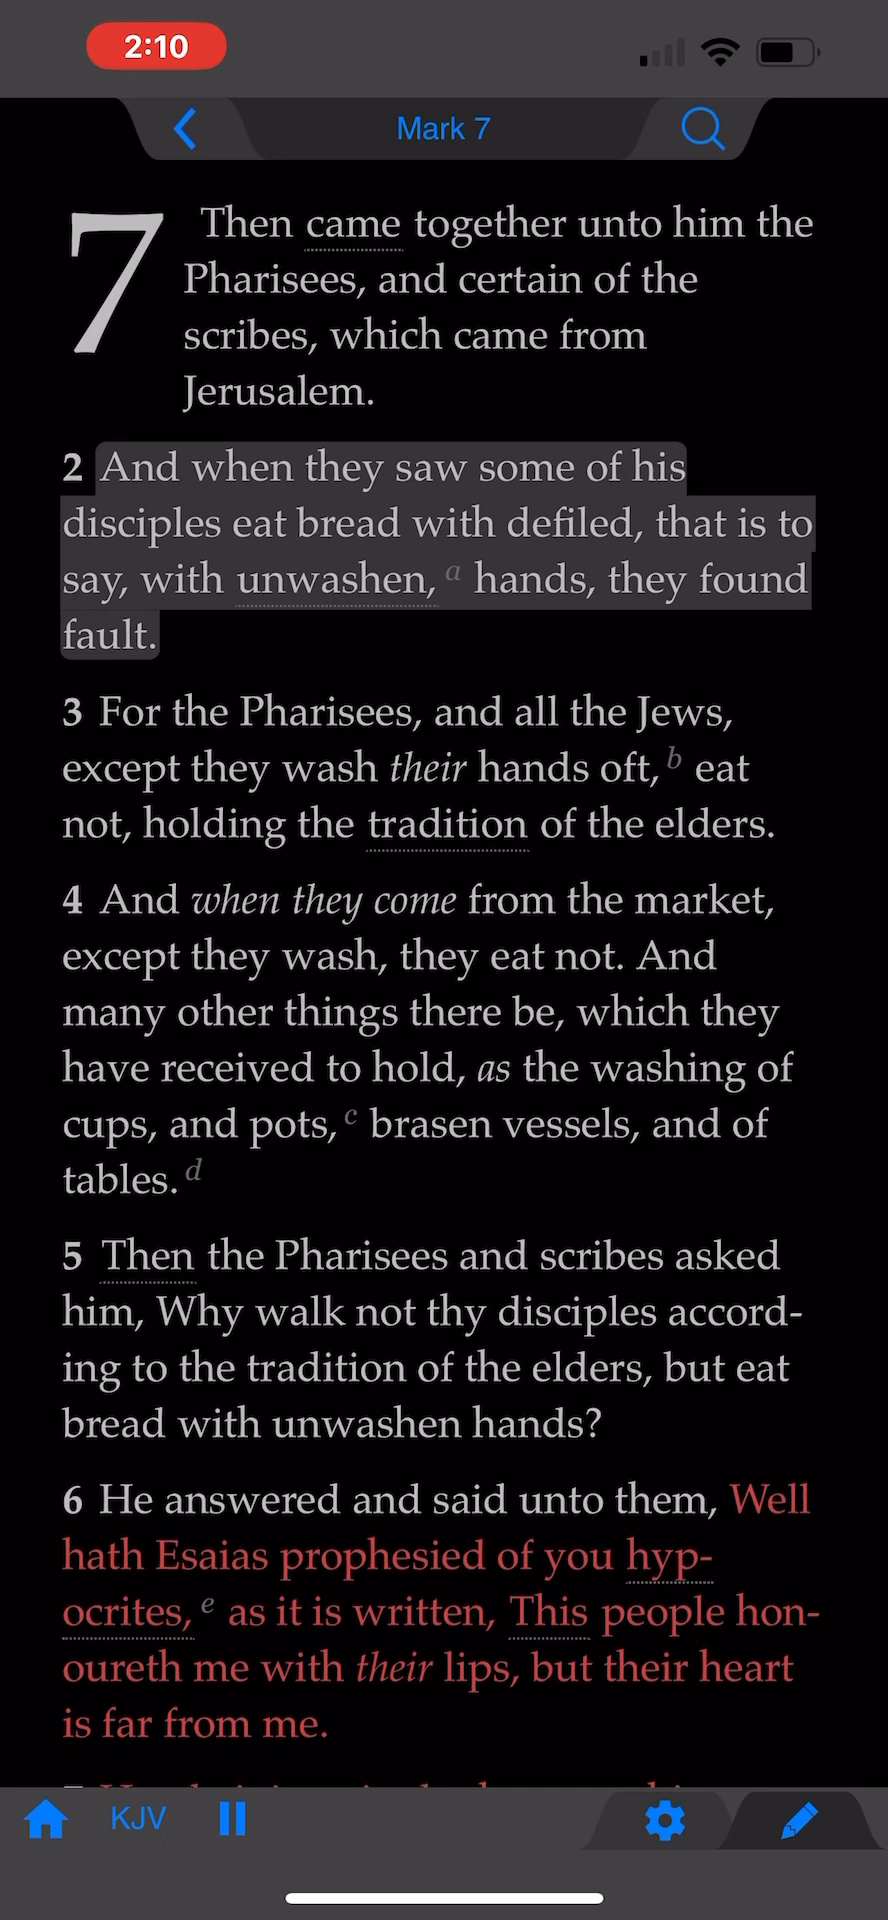 2:10
Mark 7
7 Then came together unto him the
Pharisees, and certain of the
scribes, which came from
Jerusalem.
2 And when they saw some of his
disciples eat bread with defiled, that is to
say, with unwashen, a hands, they found
fault.
3 For the Pharisees, and all the Jews,
except they wash their hands oft, b eat
not, holding the tradition of the elders.
4 And when they come from the market,
except they wash, they eat not. And
many other things there be, which they
have received to hold, as the washing of
cups, and pots, c brasen vessels, and of
tables. d
5 Then the Pharisees and scribes asked
him, Why walk not thy disciples accord-
ing to the tradition of the elders, but eat
bread with unwashen hands?
6 He answered and said unto them, Well
hath Esaias prophesied of you hyp-
ocrites, e as it is written, This people hon-
oureth me with their lips, but their heart
is far from me.
KJV